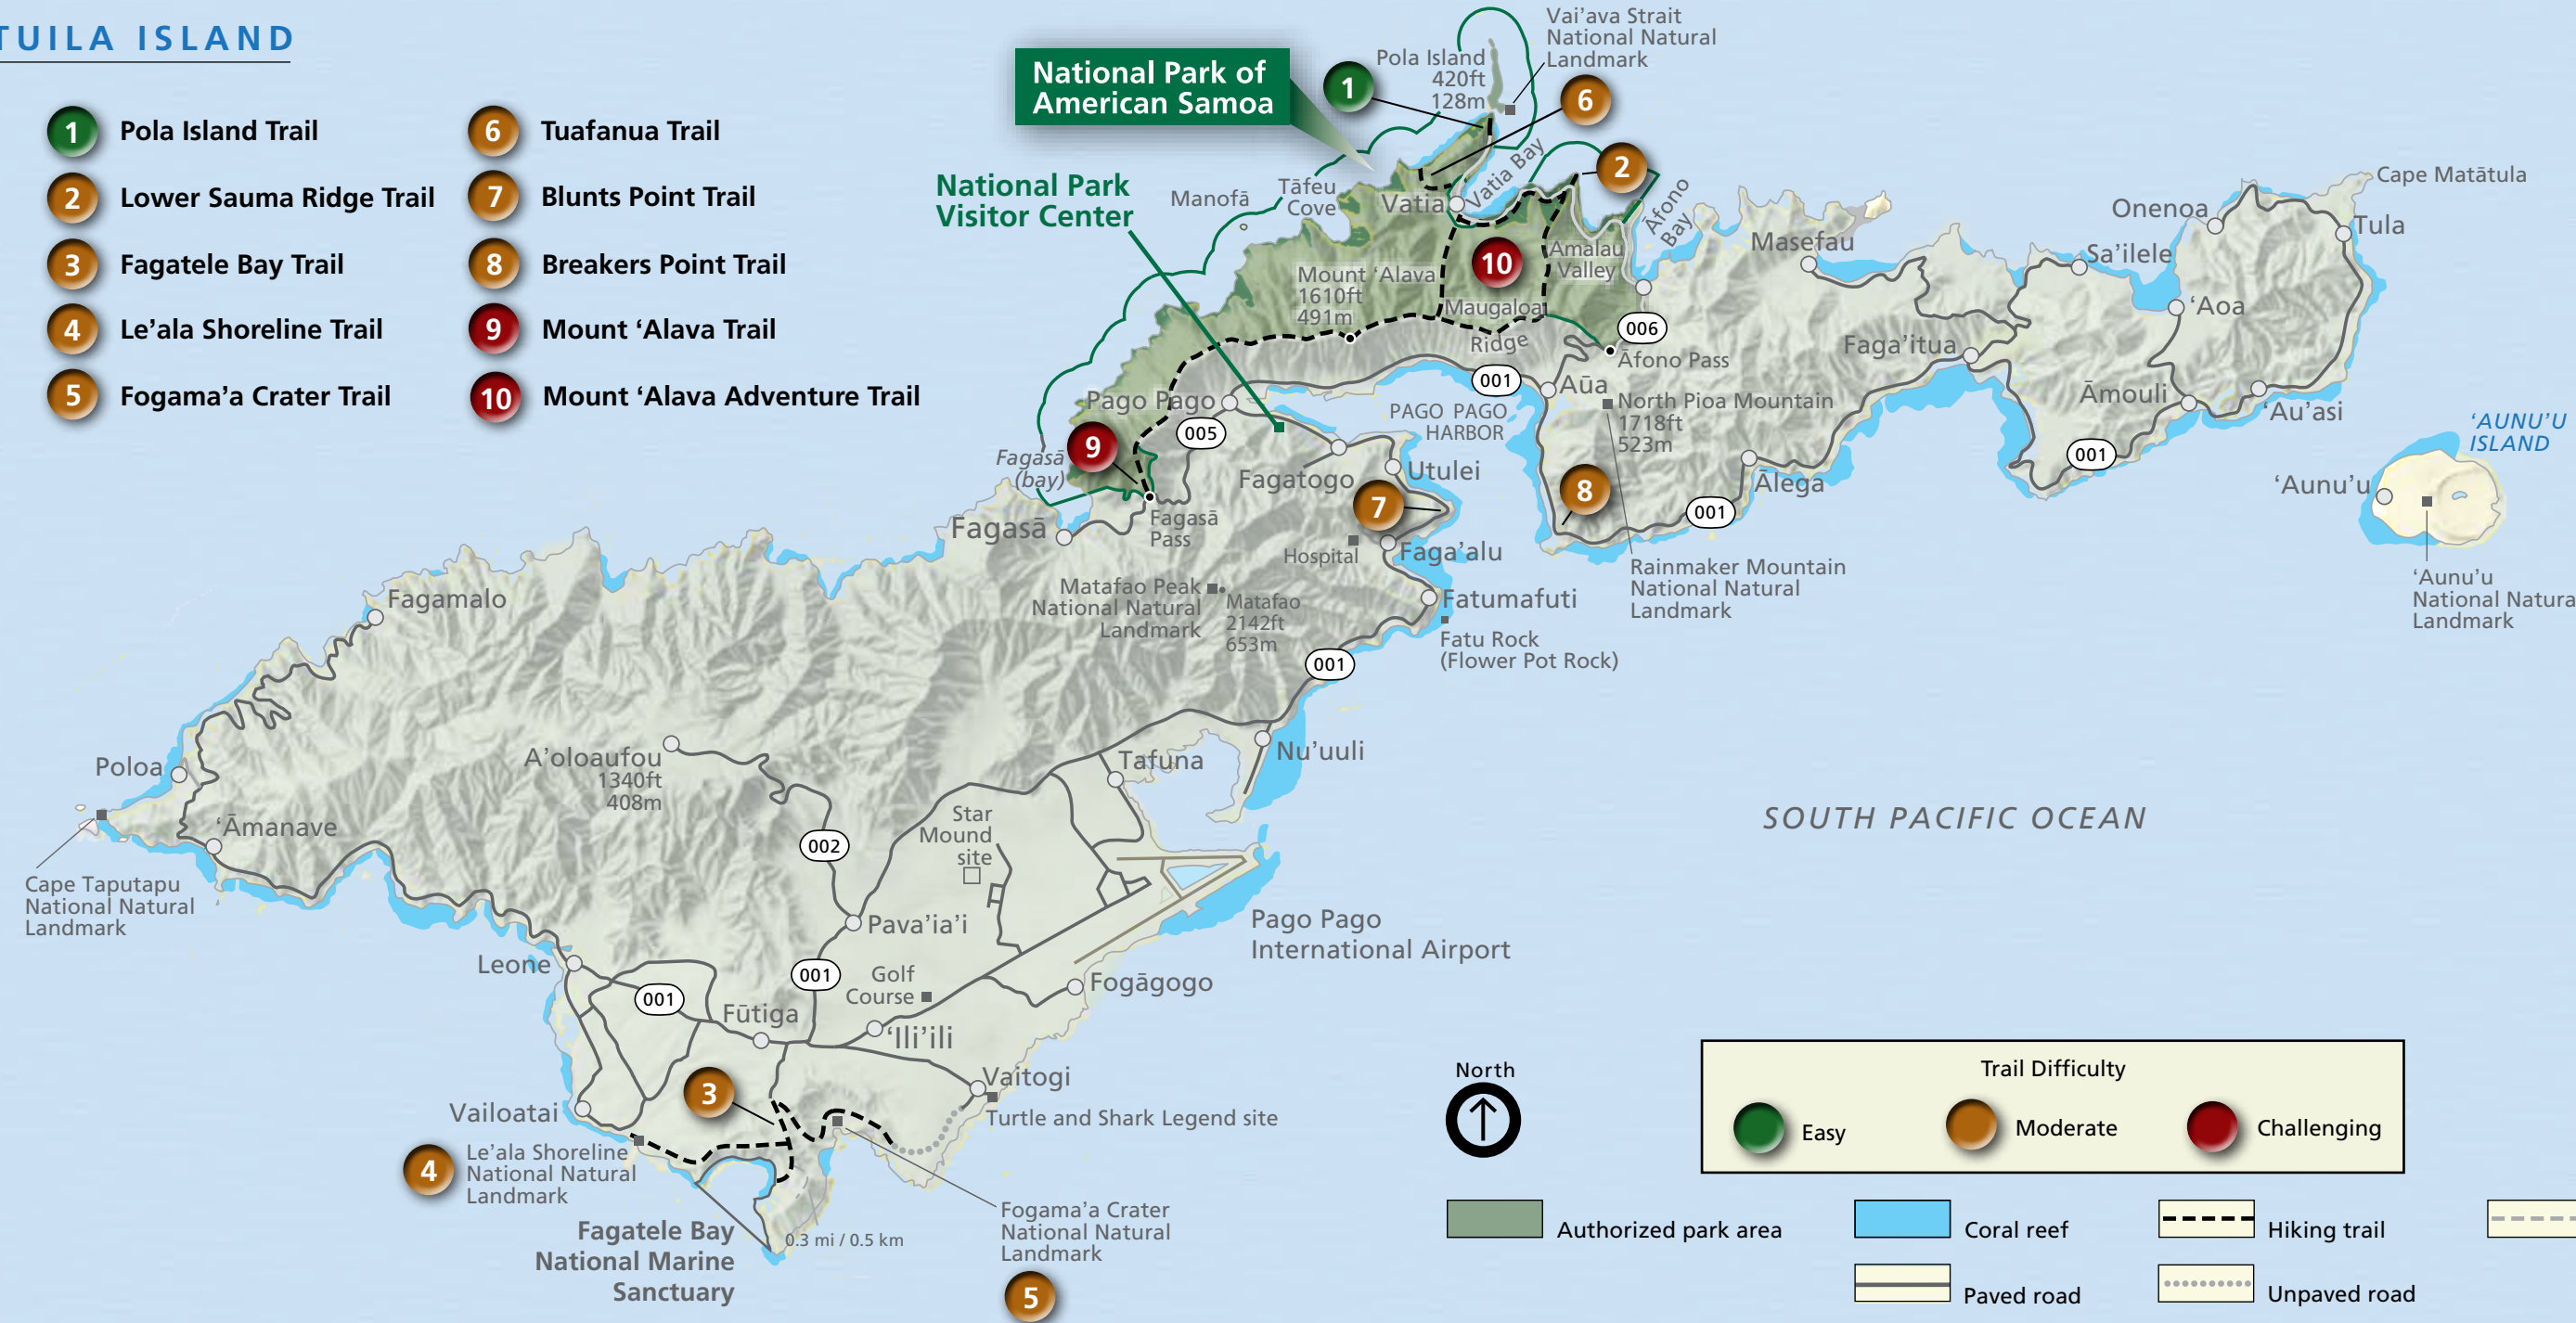 TUILA ISLAND
1 Pola Island Trail
2 Lower Sauma Ridge Trail
3 Fagatele Bay Trail
4 Le’ala Shoreline Trail
5 Fogama’a Crater Trail
6 Tuafanua Trail
7 Blunts Point Trail
8 Breakers Point Trail
9 Mount ‘Alava Trail
10 Mount ‘Alava Adventure Trail
National Park of
American Samoa
National Park
Visitor Center
1
Pola Island
420ft
128m
Vai’ava Strait
National Natural
Landmark
6
2
Manofā
Tāfeu
Cove
Vatia
Vatia Bay
Āfono
Bay
10
Amalau
Valley
Mount ‘Alava
1610ft
491m
Maugaloa
Ridge
006
Āfono Pass
Masefau
Faga’itua
Onenoa
Cape Matātula
Tula
Sa’ilele
‘Aoa
Āmouli
‘Au’asi
001
‘AUNU’U
ISLAND
‘Aunu’u
‘Aunu’u
National Natura
Landmark
Pago Pago
005
001
Aūa
PAGO PAGO
HARBOR
North Pioa Mountain
1718ft
523m
9
Fagasā
(bay)
Fagasā
Fagasā
Pass
Fagatogo
Utulei
7
8
Ālega
001
Hospital
Faga’alu
Rainmaker Mountain
National Natural
Landmark
Matafao Peak
National Natural
Landmark
Matafao
2142ft
653m
Fatumafuti
Fatu Rock
(Flower Pot Rock)
001
Fagamalo
Poloa
‘Āmanave
Cape Taputapu
National Natural
Landmark
A’oloaufou
1340ft
408m
002
Tafuna
Nu’uuli
Star
Mound
site
SOUTH PACIFIC OCEAN
Pava’ia’i
Pago Pago
International Airport
Leone
001
001
Golf
Course
Fogāgogo
Fūtiga
‘Ili’ili
Vaitogi
Turtle and Shark Legend site
3
Vailoatai
4
Le’ala Shoreline
National Natural
Landmark
Fagatele Bay
National Marine
Sanctuary
0.3 mi / 0.5 km
Fogama’a Crater
National Natural
Landmark
5
North
Trail Difficulty
Easy
Moderate
Challenging
Authorized park area
Coral reef
Hiking trail
Paved road
Unpaved road